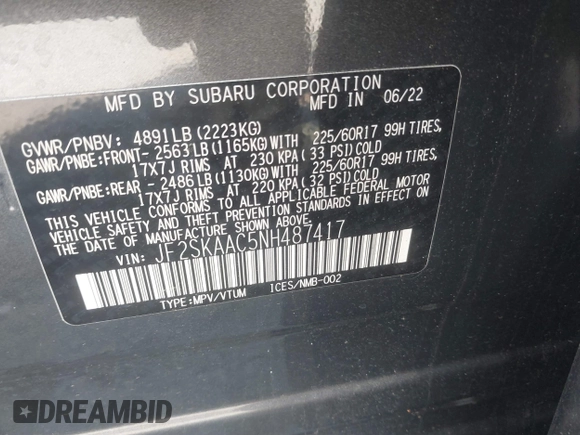 MFD BY SUBARU CORPORATION
MFD IN 06/22
GVWR/PNBV: 4891LB (2223KG)
GAWR/PNBE:FRONT- 2563LB (1165KG)WITH 225/60R17 99H TIRES,
17X7J RIMS AT 230 KPA (33 PSI) COLD
GAWR/PNBE:REAR - 2486LB (1130KG)WITH 225/60R17 99H TIRES,
17X7J RIMS AT 220 KPA (32 PSI)COLD
THIS VEHICLE CONFORMS TO ALL APPLICABLE FEDERAL MOTOR
VEHICLE SAFETY AND THEFT PREVENTION STANDARDS IN EFFECT ON
THE DATE OF MANUFACTURE SHOWN ABOVE.
VIN: JF2SKAAC5NH487417
TYPE:MPV/VTUM ICES/NMB-002
DREAMBID